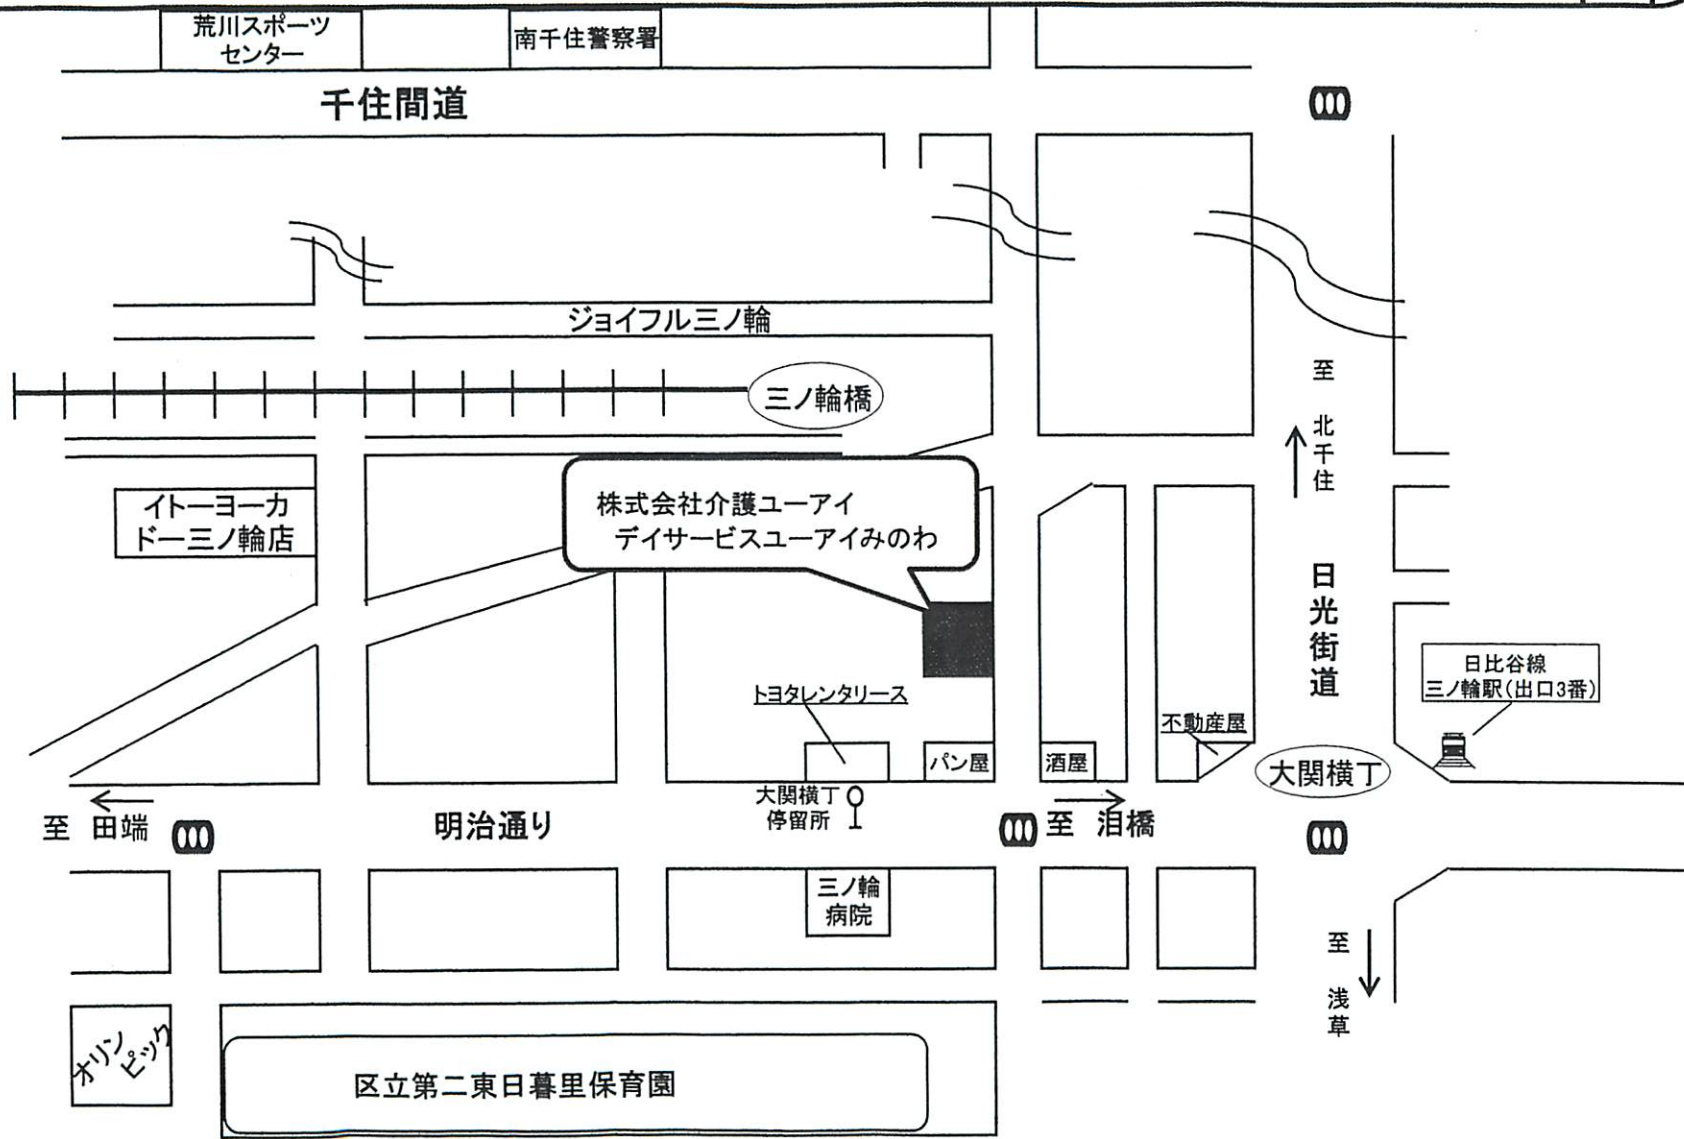 荒川スポーツ
センター
南千住警察署
千住間道
ジョイフル三ノ輪
三ノ輪橋
至 北千住
イトーヨーカ
ドー三ノ輪店
株式会社介護ユーアイ
デイサービスユーアイみのわ
日光街道
日比谷線
三ノ輪駅(出口3番)
トヨタレンタリース
不動産屋
パン屋
酒屋
大関横丁
大関横丁
停留所
至 田端
明治通り
至 泪橋
三ノ輪
病院
至 浅草
オリン
ピック
区立第二東日暮里保育園